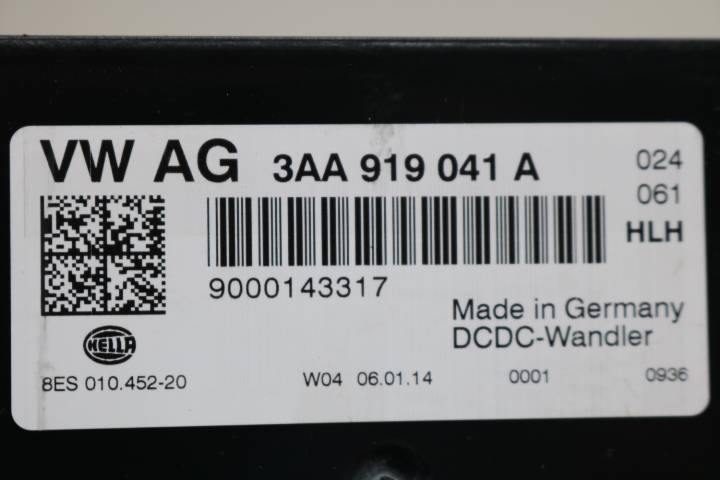 VW AG 3AA 919 041 A 024
061
HLH
9000143317
Made in Germany
DCDC-Wandler
HELLA
8ES 010.452-20 W04 06.01.14 0001 0936